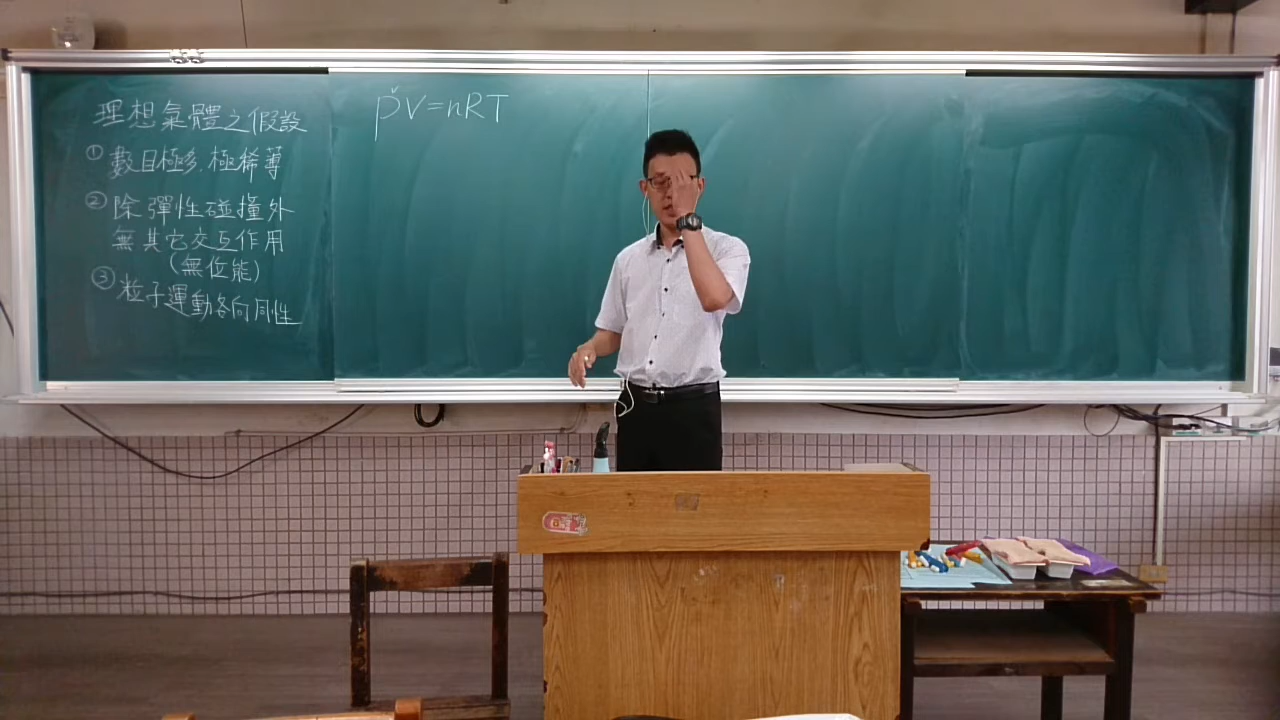 理想氣體之假設
① 數目極多,極稀薄
② 除彈性碰撞外
無其它交互作用
(無位能)
③ 粒子運動各向同性
PV=nRT